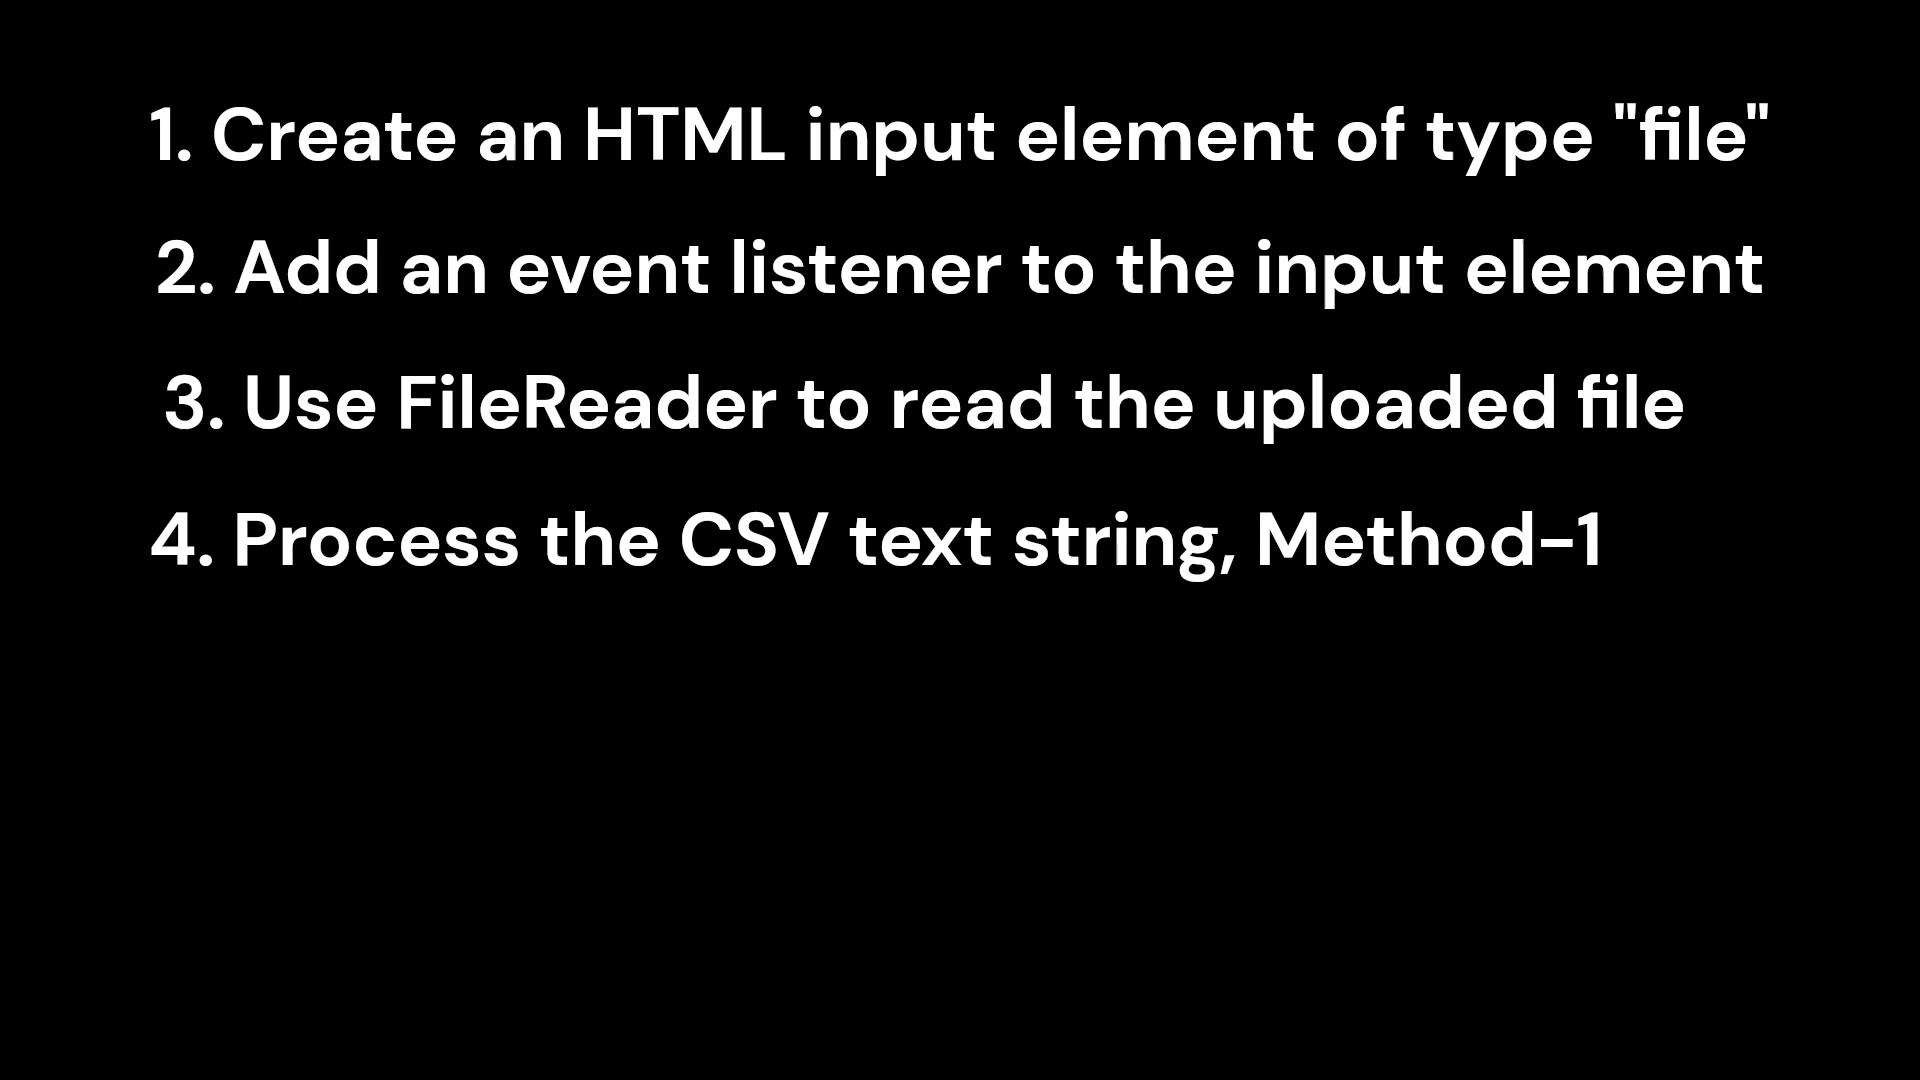 1. Create an HTML input element of type "file"
2. Add an event listener to the input element
3. Use FileReader to read the uploaded file
4. Process the CSV text string, Method-1